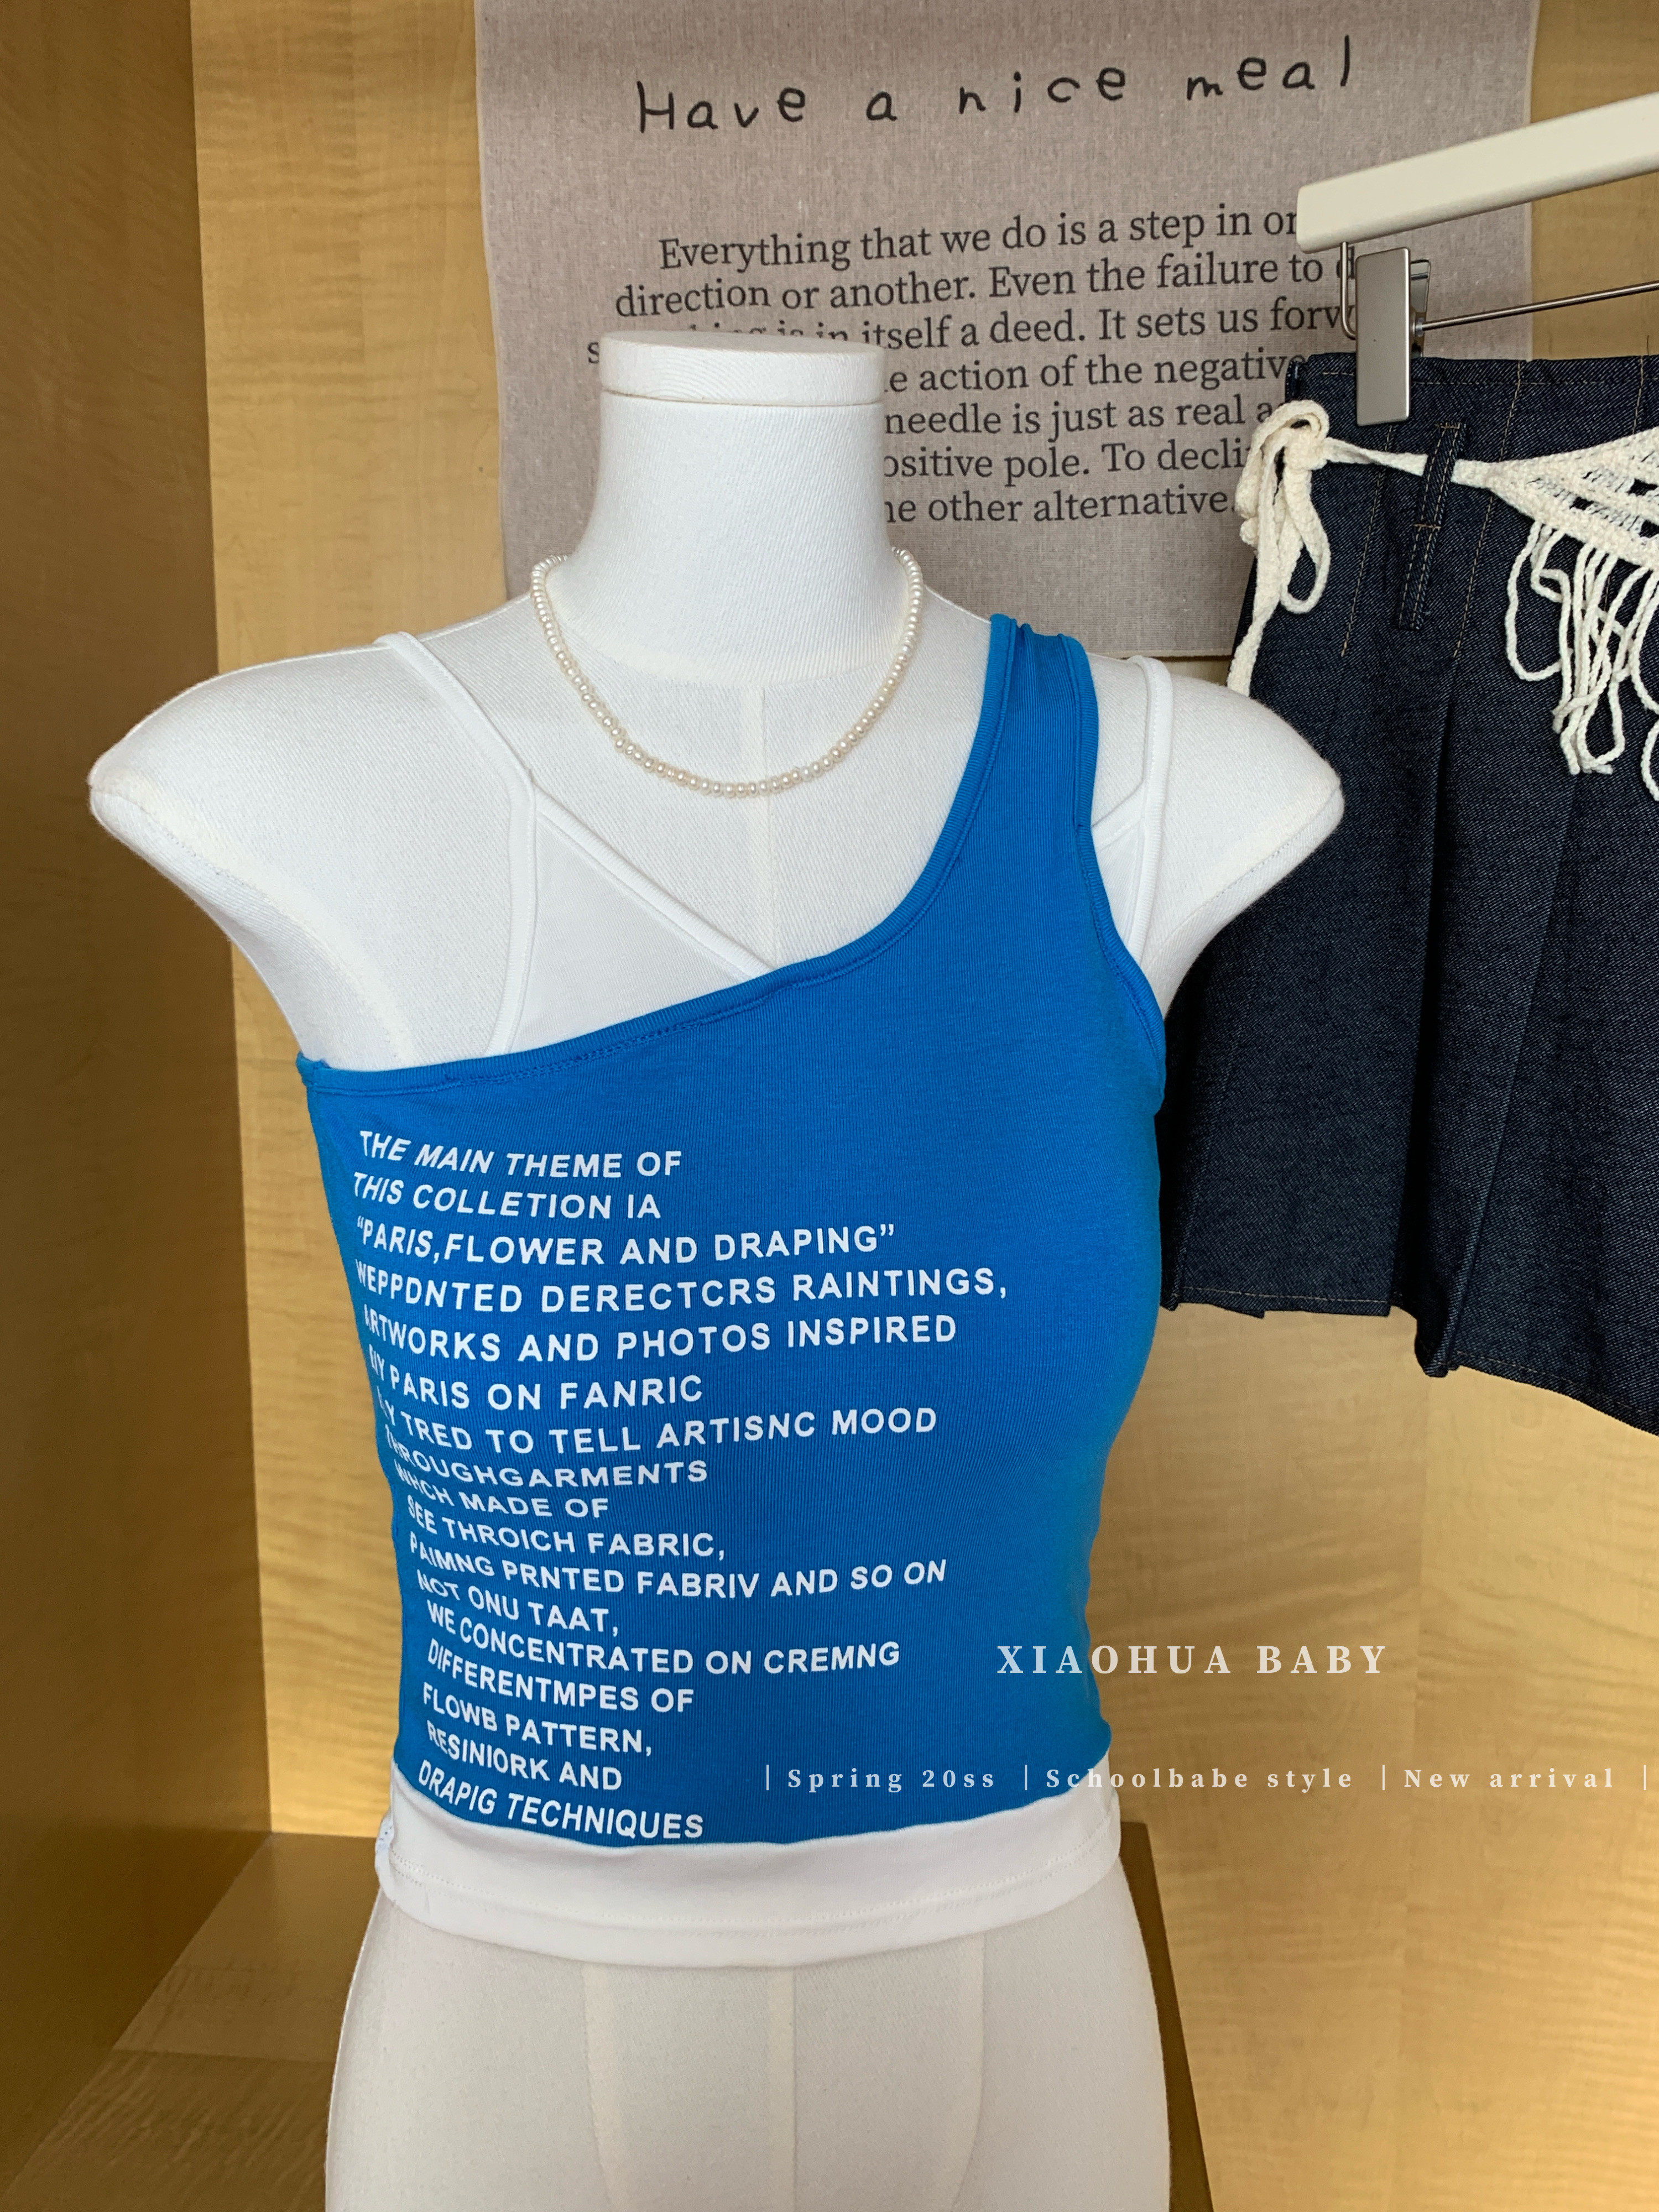 Have a nice meal
Everything that we do is a step in
direction or another. Even the failure to
itself a deed. It sets us
action of the negative
needle is just as real
pole. To
other alternative.
THE MAIN THEME OF
THIS COLLETION IA
“PARIS,FLOWER AND DRAPING”
WEPPDNTED DERECTCRS RAINTINGS,
ARTWORKS AND PHOTOS INSPIRED
PARIS ON FANRIC
TRED TO TELL ARTISNC MOOD
THROUGHGARMENTS
WHCH MADE OF
SEE THROICH FABRIC,
PAIMNG PRNTED FABRIV AND SO ON
NOT ONU TAAT,
WE CONCENTRATED ON CREMNG
DIFFERENTMPES OF
FLOWB PATTERN,
RESINIORK AND
DRAPIG TECHNIQUES
XIAOHUA BABY
| Spring 20ss | Schoolbabe style | New arrival |